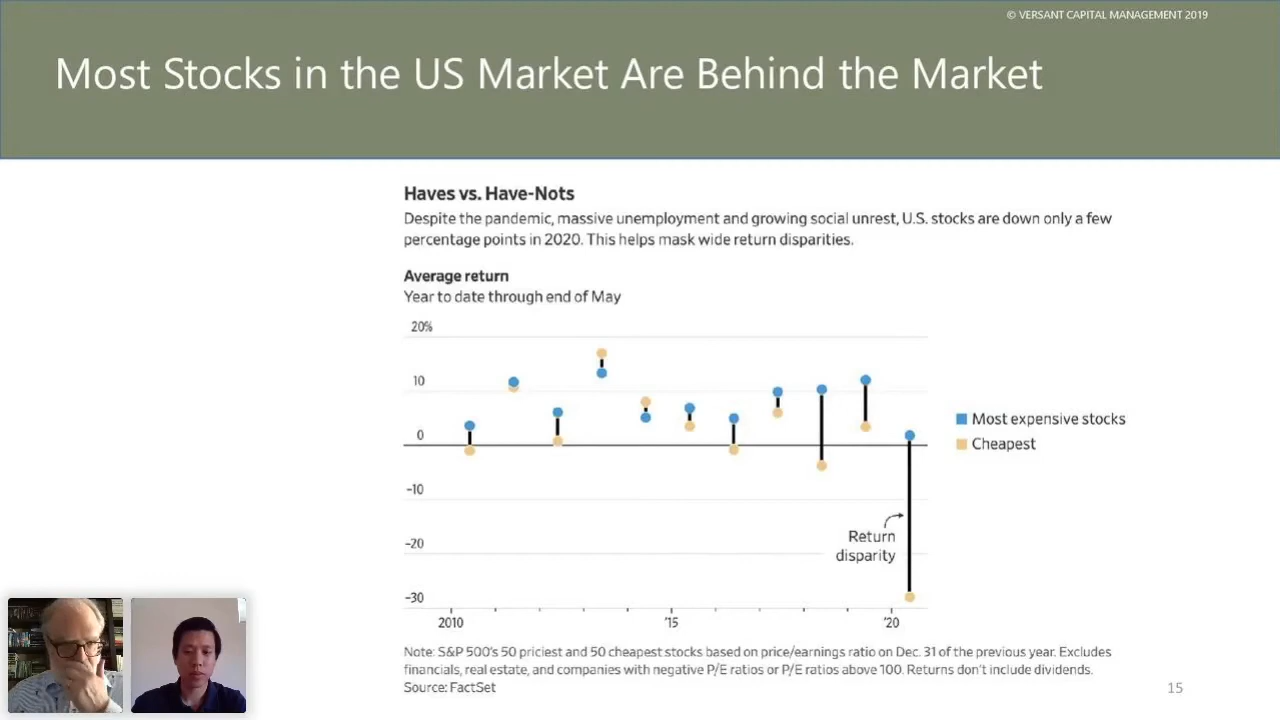 © VERSANT CAPITAL MANAGEMENT 2019
Most Stocks in the US Market Are Behind the Market
Haves vs. Have-Nots
Despite the pandemic, massive unemployment and growing social unrest, U.S. stocks are down only a few
percentage points in 2020. This helps mask wide return disparities.
Average return
Year to date through end of May
20%
10
0
-10
-20
-30
2010
'15
'20
Most expensive stocks
Cheapest
Return
disparity
Note: S&P 500's 50 priciest and 50 cheapest stocks based on price/earnings ratio on Dec. 31 of the previous year. Excludes
financials, real estate, and companies with negative P/E ratios or P/E ratios above 100. Returns don't include dividends.
Source: FactSet
15